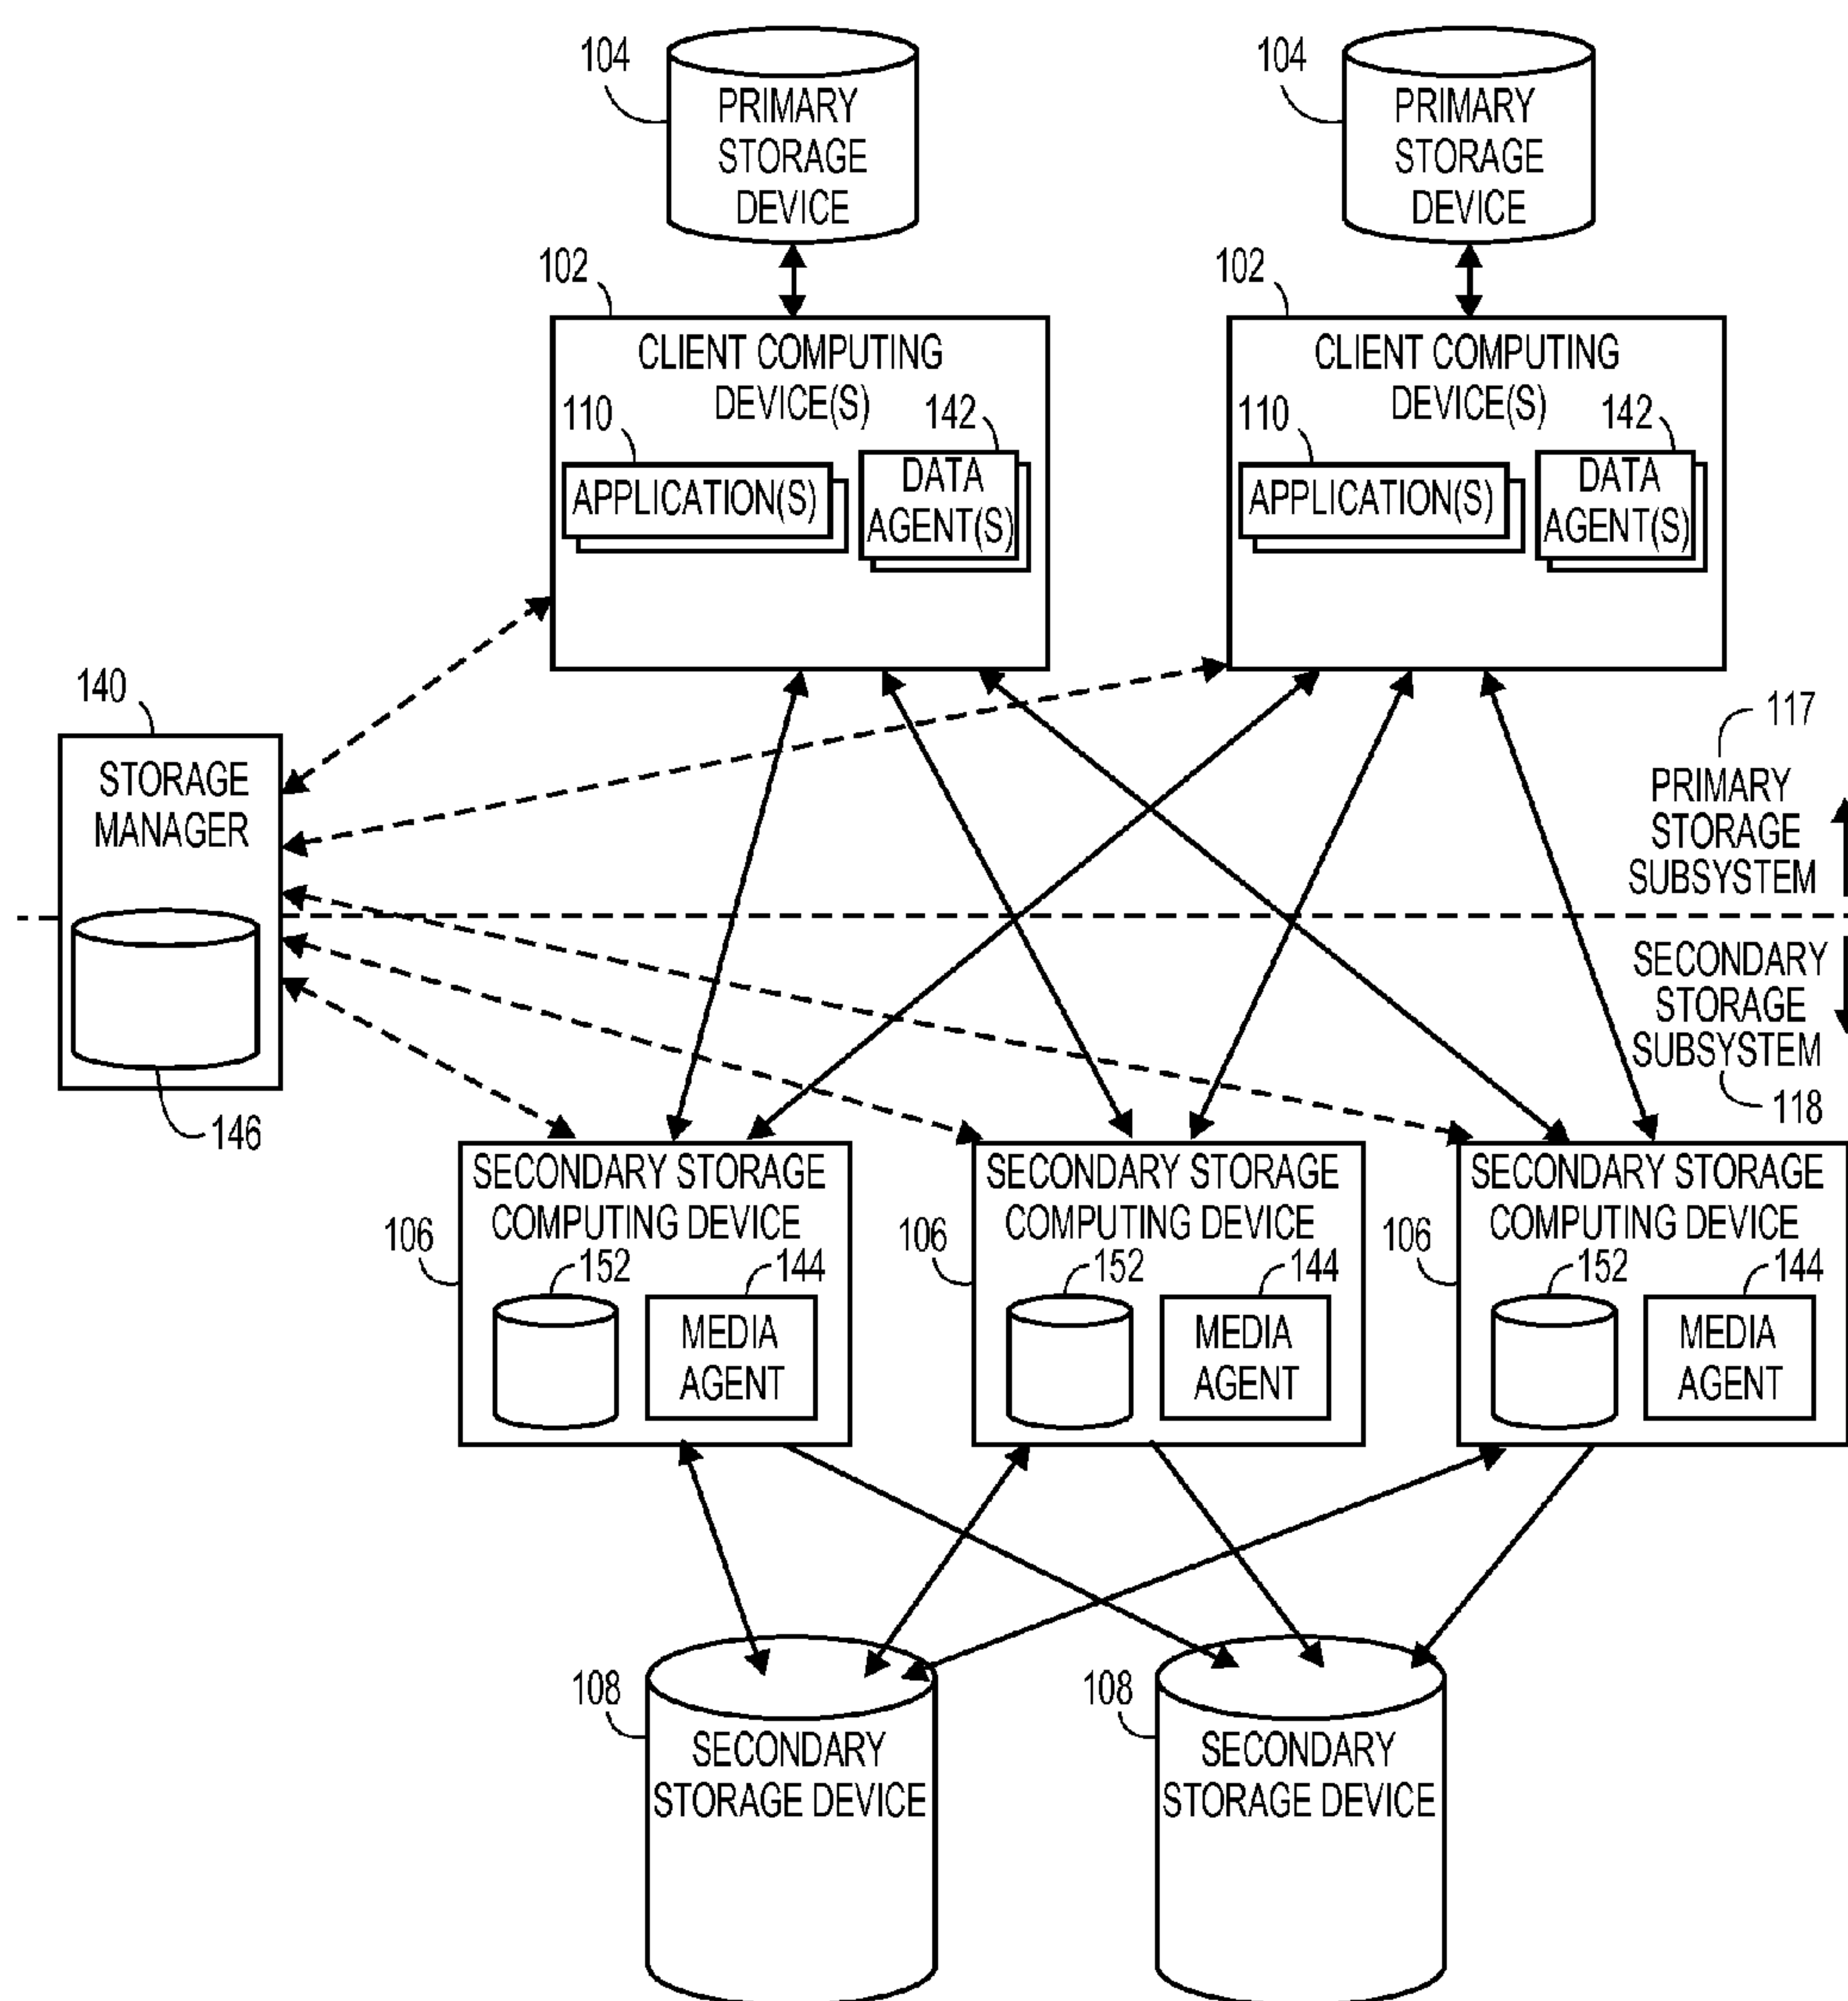 104
PRIMARY
STORAGE
DEVICE
104
PRIMARY
STORAGE
DEVICE
102
CLIENT COMPUTING
DEVICE(S)
110
142
APPLICATION(S)
DATA
AGENT(S)
102
CLIENT COMPUTING
DEVICE(S)
110
142
APPLICATION(S)
DATA
AGENT(S)
140
STORAGE
MANAGER
146
117
PRIMARY
STORAGE
SUBSYSTEM
SECONDARY
STORAGE
SUBSYSTEM
118
SECONDARY STORAGE
COMPUTING DEVICE
106
152
144
MEDIA
AGENT
SECONDARY STORAGE
COMPUTING DEVICE
106
152
144
MEDIA
AGENT
SECONDARY STORAGE
COMPUTING DEVICE
106
152
144
MEDIA
AGENT
108
SECONDARY
STORAGE DEVICE
108
SECONDARY
STORAGE DEVICE